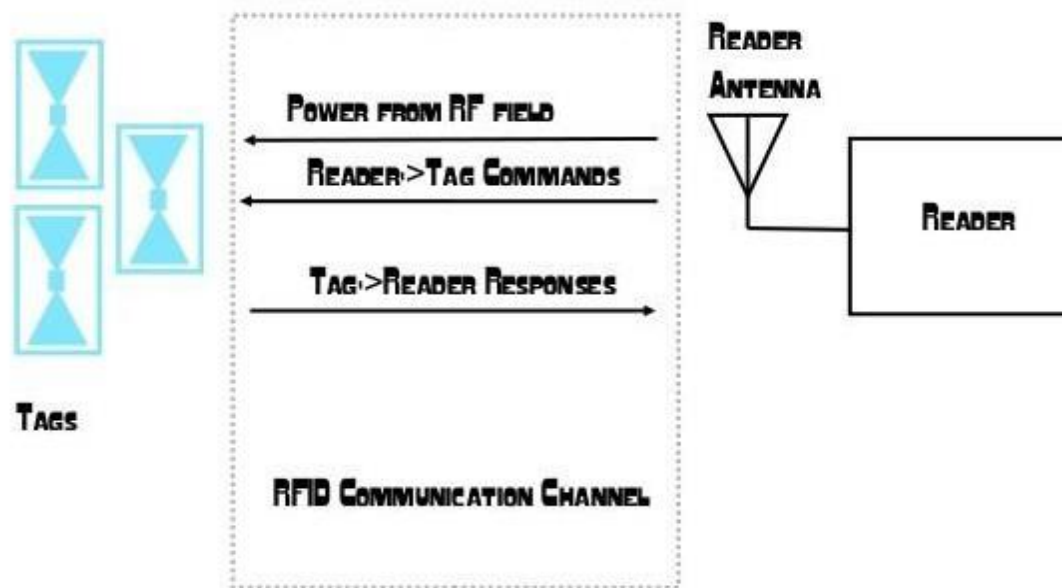 Reader
Antenna
Power from RF field
Reader->Tag Commands
Reader
Tag->Reader Responses
Tags
RFID Communication Channel